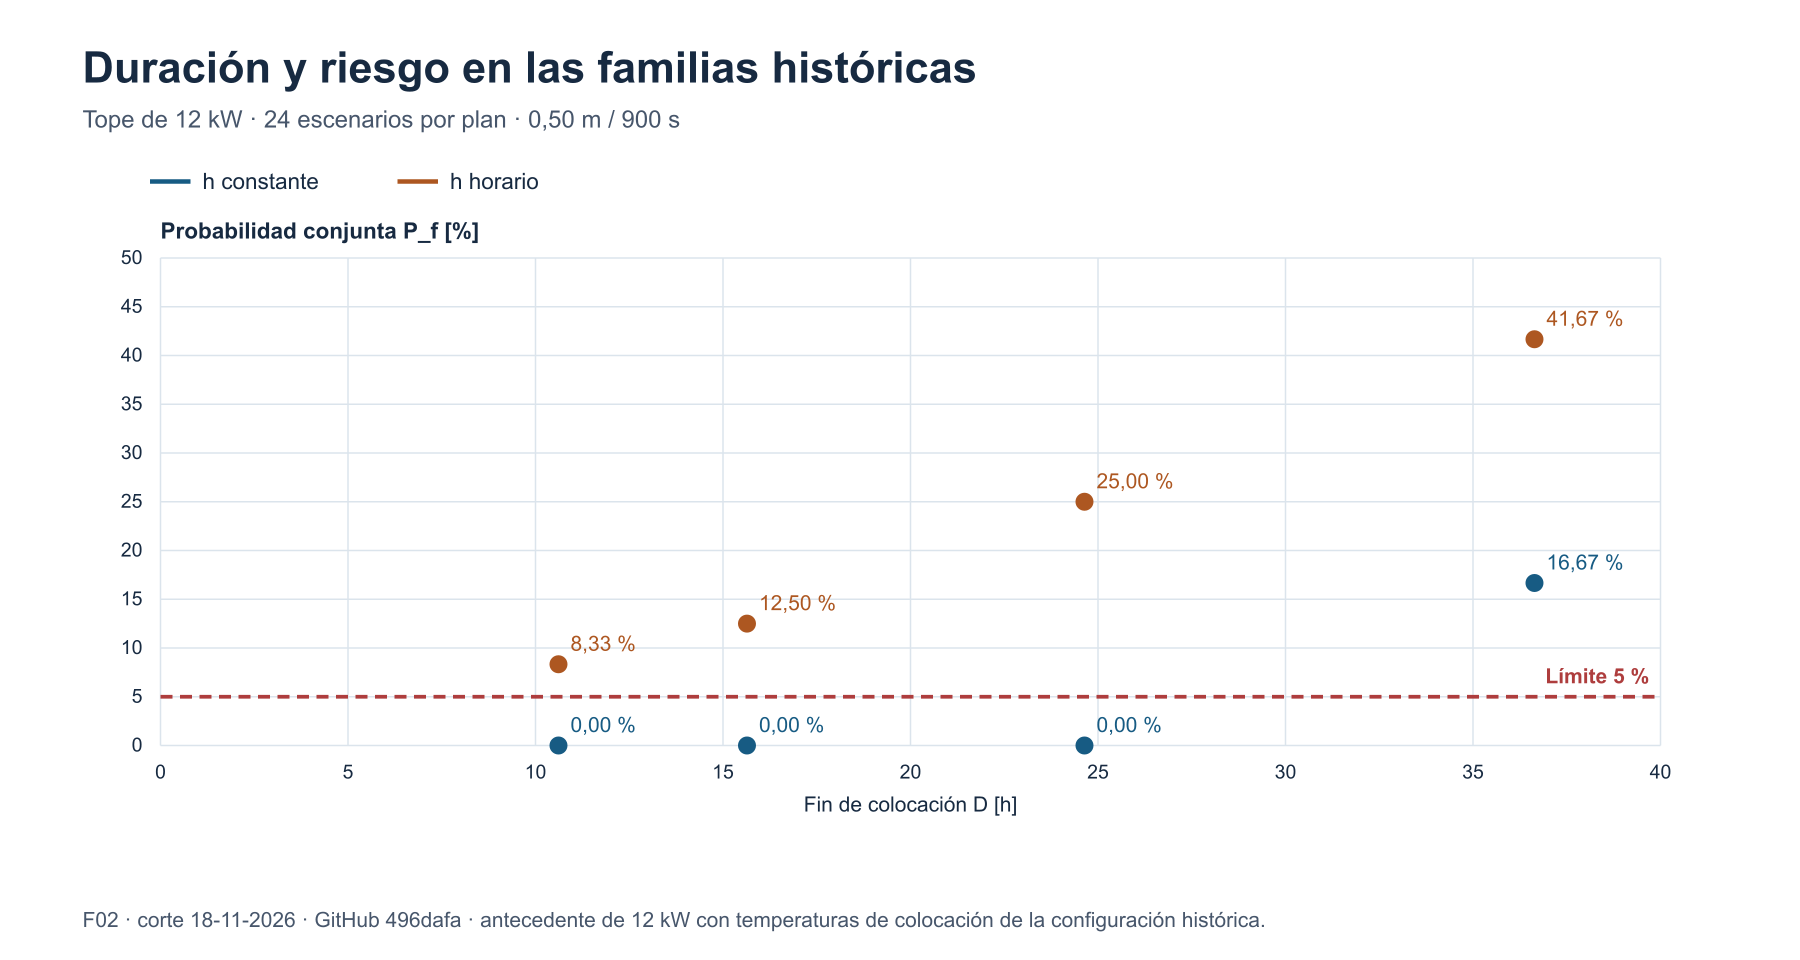 Duración y riesgo en las familias históricas
Tope de 12 kW · 24 escenarios por plan · 0,50 m / 900 s
h constante
h horario
Probabilidad conjunta P_f [%]
50
45
41,67 %
40
35
30
25,00 %
25
20
16,67 %
15
12,50 %
10
8,33 %
Límite 5 %
5
0,00 %
0,00 %
0,00 %
0
0 5 10 15 20 25 30 35 40
Fin de colocación D [h]
F02 · corte 18-11-2026 · GitHub 496dafa · antecedente de 12 kW con temperaturas de colocación de la configuración histórica.